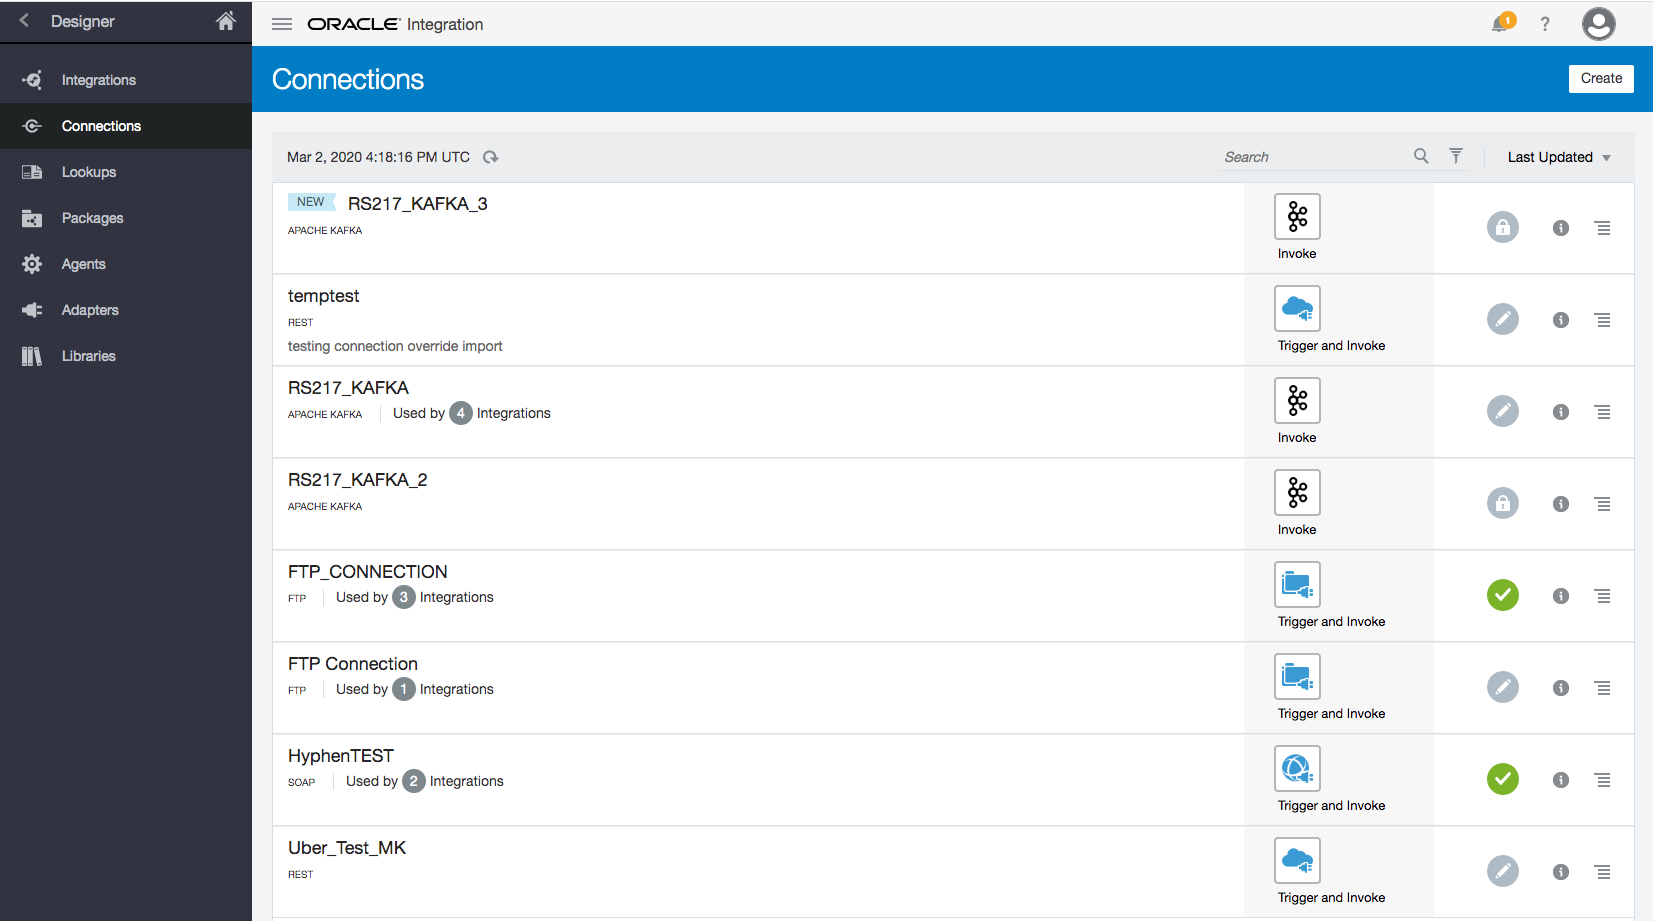 Designer
Integrations
Connections
Lookups
Packages
Agents
Adapters
Libraries
ORACLE® Integration
1
?
Connections
Create
Mar 2, 2020 4:18:16 PM UTC
Search
Last Updated
NEW RS217_KAFKA_3
APACHE KAFKA
Invoke
temptest
REST
testing connection override import
Trigger and Invoke
RS217_KAFKA
APACHE KAFKA Used by 4 Integrations
Invoke
RS217_KAFKA_2
APACHE KAFKA
Invoke
FTP_CONNECTION
FTP Used by 3 Integrations
Trigger and Invoke
FTP Connection
FTP Used by 1 Integrations
Trigger and Invoke
HyphenTEST
SOAP Used by 2 Integrations
Trigger and Invoke
Uber_Test_MK
REST
Trigger and Invoke